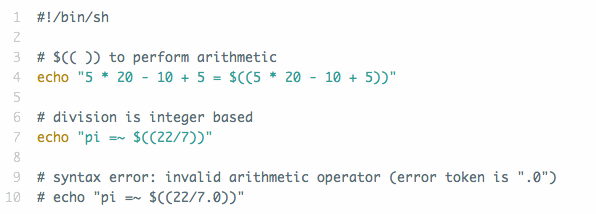 1 #!/bin/sh
2
3 # $(( )) to perform arithmetic
4 echo "5 * 20 - 10 + 5 = $((5 * 20 - 10 + 5))"
5
6 # division is integer based
7 echo "pi =~ $((22/7))"
8
9 # syntax error: invalid arithmetic operator (error token is ".0")
10 # echo "pi =~ $((22/7.0))"